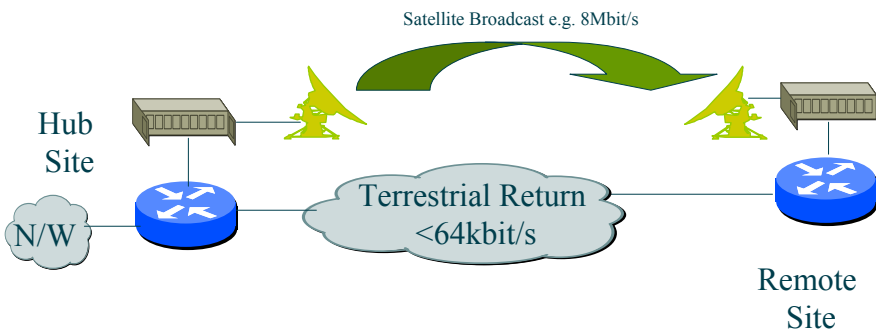 Satellite Broadcast e.g. 8Mbit/s
Hub
Site
Terrestrial Return
<64kbit/s
N/W
Remote
Site